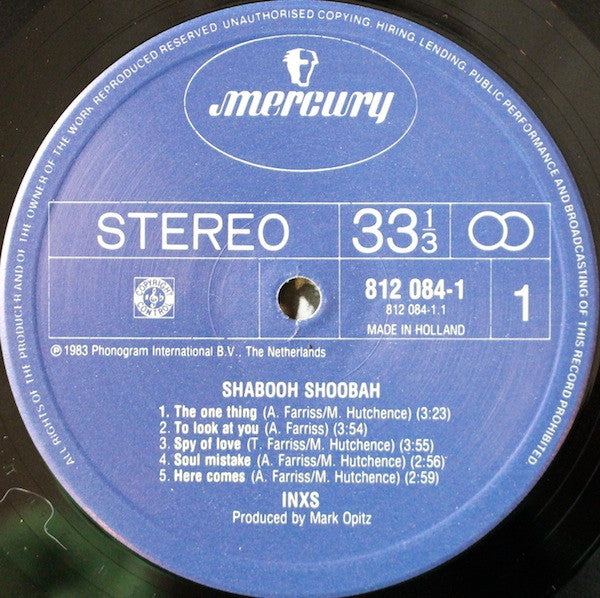 ALL RIGHTS OF THE PRODUCER AND OF THE OWNER OF THE WORK REPRODUCED RESERVED. UNAUTHORISED COPYING, HIRING, LENDING, PUBLIC PERFORMANCE AND BROADCASTING OF THIS RECORD PROHIBITED.
mercury
STEREO 33 1/3
COPYRIGHT CONTROL
812 084-1 1
812 084-1.1
MADE IN HOLLAND
℗ 1983 Phonogram International B.V., The Netherlands
SHABOOH SHOOBAH
1. The one thing (A. Farriss/M. Hutchence) (3:23)
2. To look at you (A. Farriss) (3:54)
3. Spy of love (T. Farriss/M. Hutchence) (3:55)
4. Soul mistake (A. Farriss/M. Hutchence) (2:56)
5. Here comes (A. Farriss/M. Hutchence) (2:59)
INXS
Produced by Mark Opitz